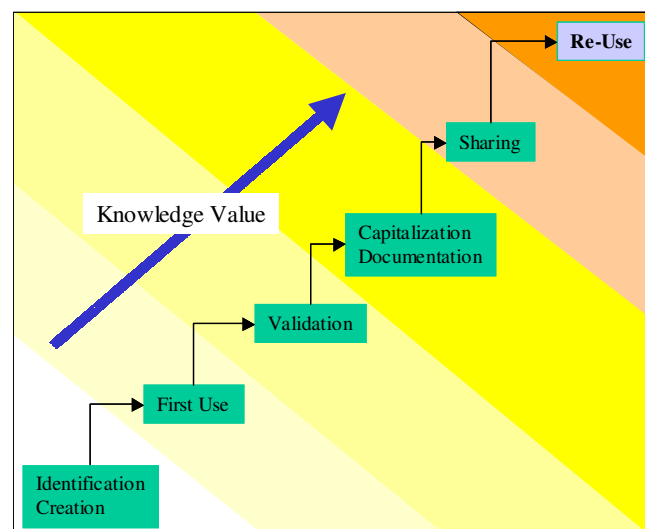 Re-Use
Sharing
Knowledge Value
Capitalization
Documentation
Validation
First Use
Identification
Creation